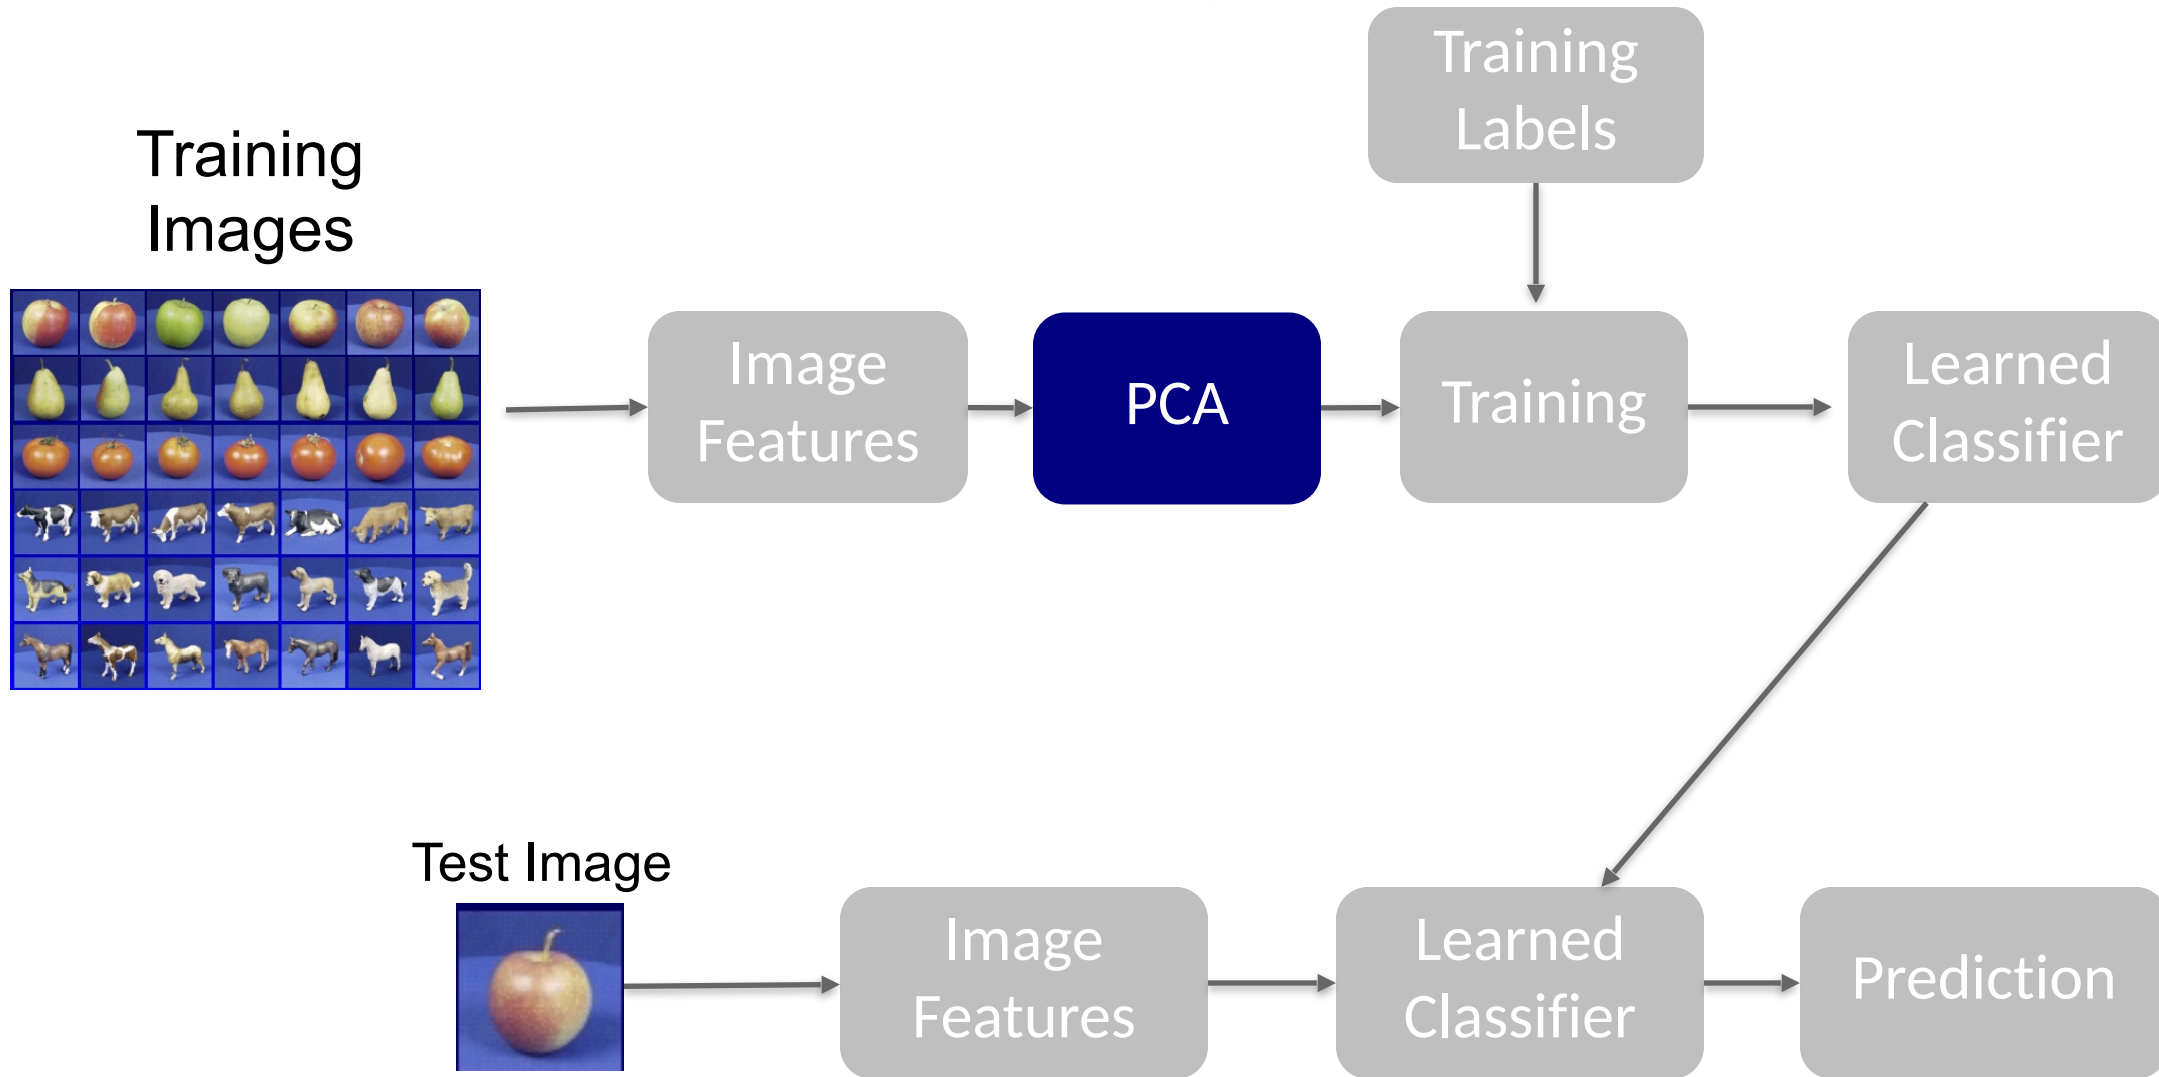 Training
Labels
Training
Images
Image
Features
PCA
Training
Learned
Classifier
Test Image
Image
Features
Learned
Classifier
Prediction